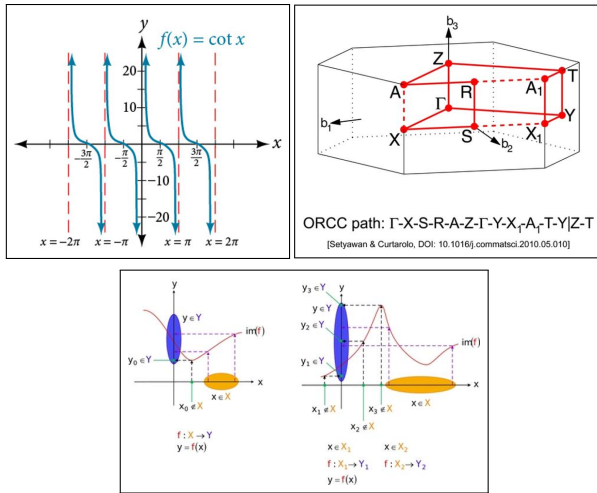 y
f(x) = cot x
20
10
x
-3π/2
-π/2
π/2
3π/2
-10
-20
x = -2π
x = -π
x = π
x = 2π
b3
Z
T
A
R
A1
Γ
Y
b1
X
S
X1
b2
ORCC path: Γ-X-S-R-A-Z-Γ-Y-X1-A1-T-Y|Z-T
[Setyawan & Curtarolo, DOI: 10.1016/j.commatsci.2010.05.010]
y
y ∈ Y
im(f)
y0 ∈ Y
x
x0 ∉ X
x ∈ X
f : X → Y
y = f(x)
y3 ∈ Y
y
y ∈ Y
y2 ∈ Y
im(f)
y1 ∈ Y
x
x1 ∉ X
x3 ∉ X
x ∈ X
x2 ∉ X
x ∈ X1
x ∈ X2
f : X1 → Y1
f : X2 → Y2
y = f(x)